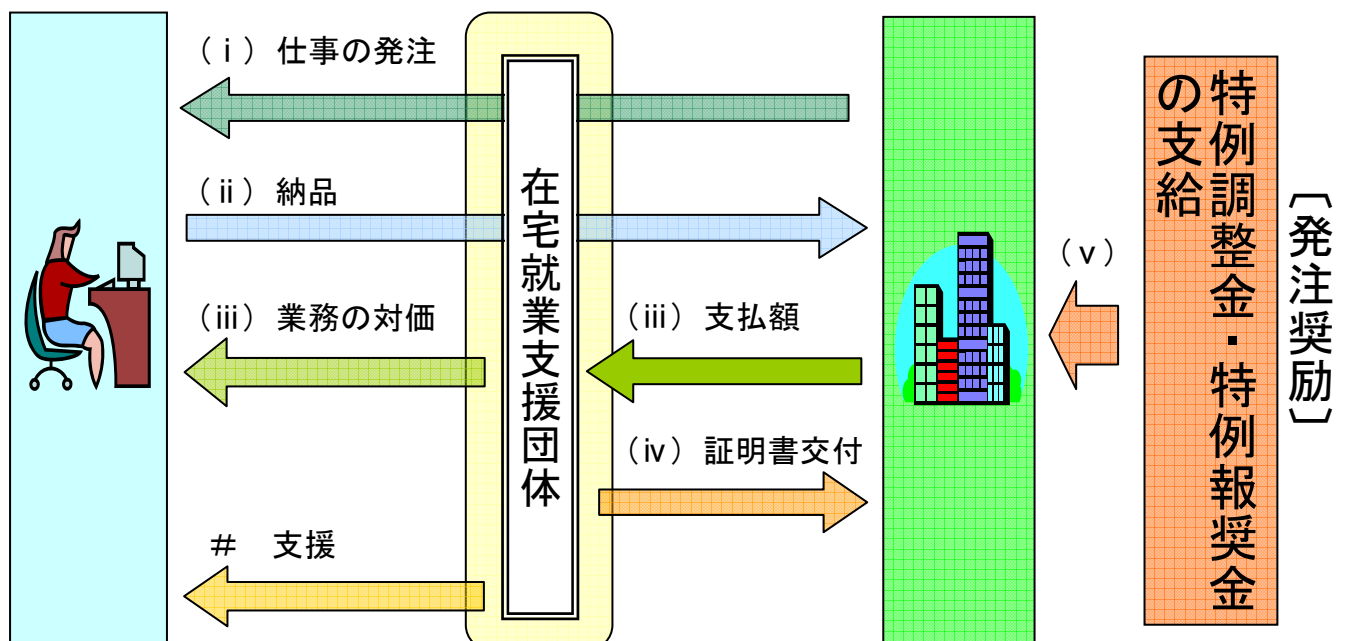 （ⅰ）仕事の発注
（ⅱ）納品
（ⅲ）業務の対価
＃　支援
在宅就業支援団体
（ⅲ）支払額
（ⅳ）証明書交付
（ⅴ）
特例調整金・特例報奨金
の支給
〔発注奨励〕